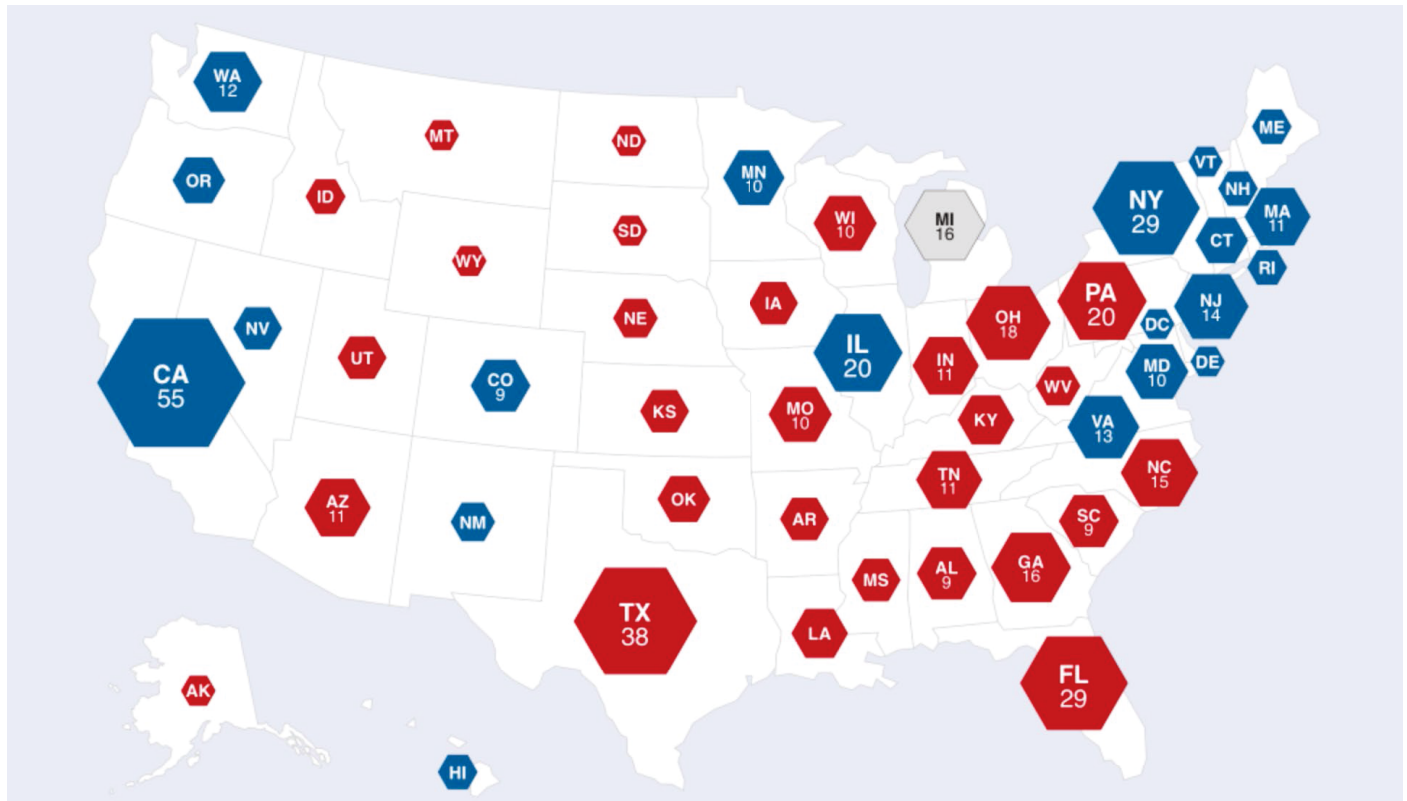 WA
12
MT
ND
ME
OR
ID
MN
10
VT
NH
NY
29
MA
11
WI
10
MI
16
SD
CT
WY
RI
NV
NE
IA
PA
20
NJ
14
OH
18
DC
CA
55
UT
CO
9
IL
20
IN
11
MD
10
DE
WV
KS
MO
10
KY
VA
13
AZ
11
NM
OK
AR
TN
11
NC
15
SC
9
MS
AL
9
GA
16
TX
38
LA
FL
29
AK
HI